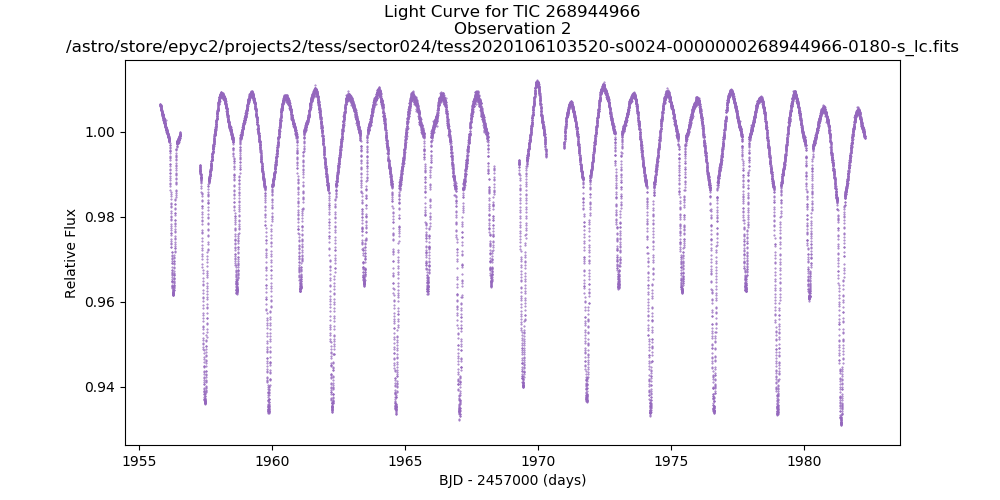 Light Curve for TIC 268944966
Observation 2
/astro/store/epyc2/projects2/tess/sector024/tess2020106103520-s0024-0000000268944966-0180-s_lc.fits
1.00
0.98
0.96
0.94
Relative Flux
1955
1960
1965
1970
1975
1980
BJD - 2457000 (days)